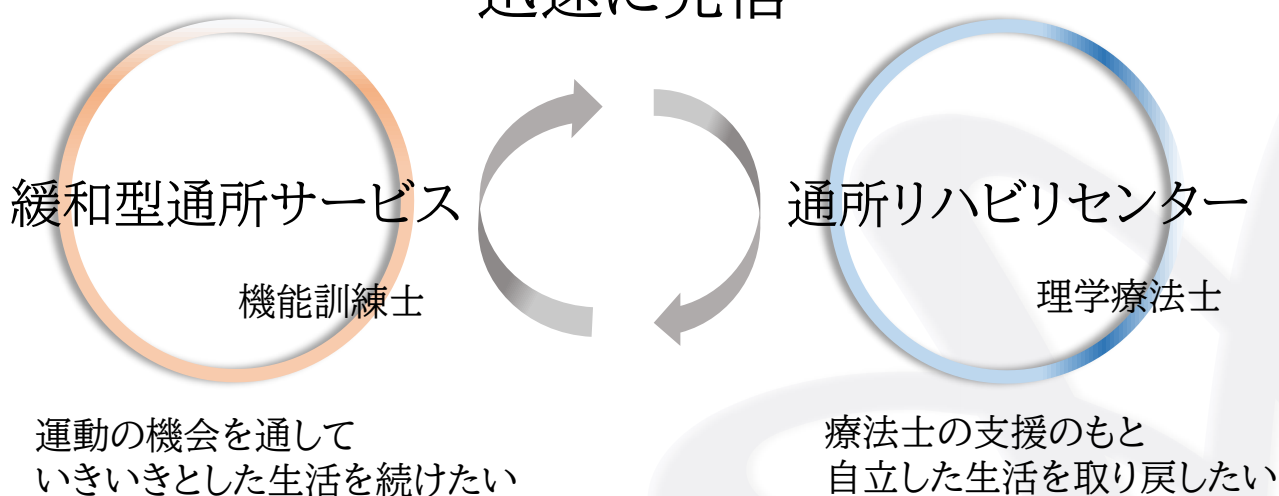 緩和型通所サービス
機能訓練士
運動の機会を通して
いきいきとした生活を続けたい
通所リハビリセンター
理学療法士
療法士の支援のもと
自立した生活を取り戻したい